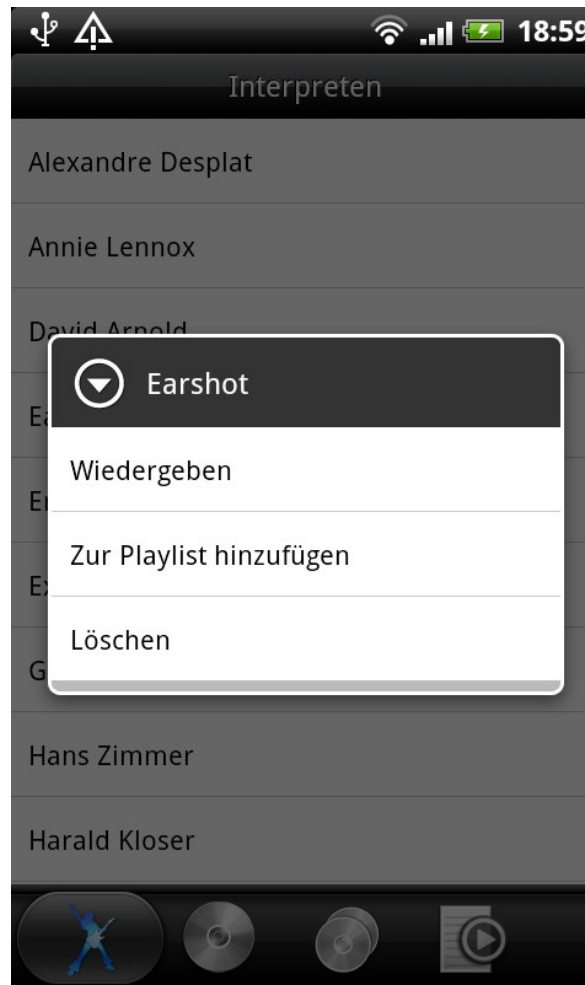 18:59
Interpreten
Alexandre Desplat
Annie Lennox
David Arnold
Earshot
Wiedergeben
Zur Playlist hinzufügen
Löschen
Hans Zimmer
Harald Kloser